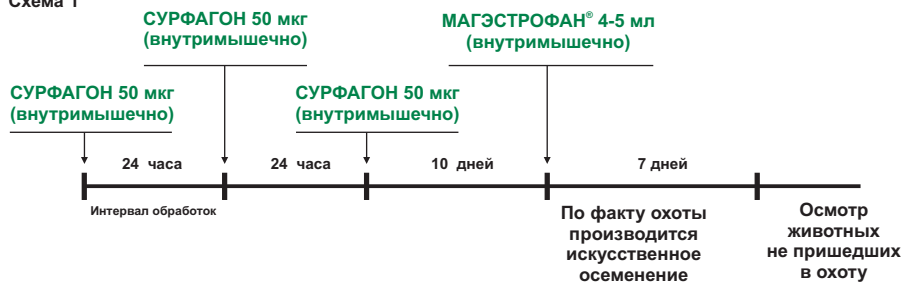 Схема 1
СУРФАГОН 50 мкг
(внутримышечно)
МАГЭСТРОФАН® 4-5 мл
(внутримышечно)
СУРФАГОН 50 мкг
(внутримышечно)
СУРФАГОН 50 мкг
(внутримышечно)
24 часа
24 часа
10 дней
7 дней
Интервал обработок
По факту охоты
производится
искусственное
осеменение
Осмотр
животных
не пришедших
в охоту